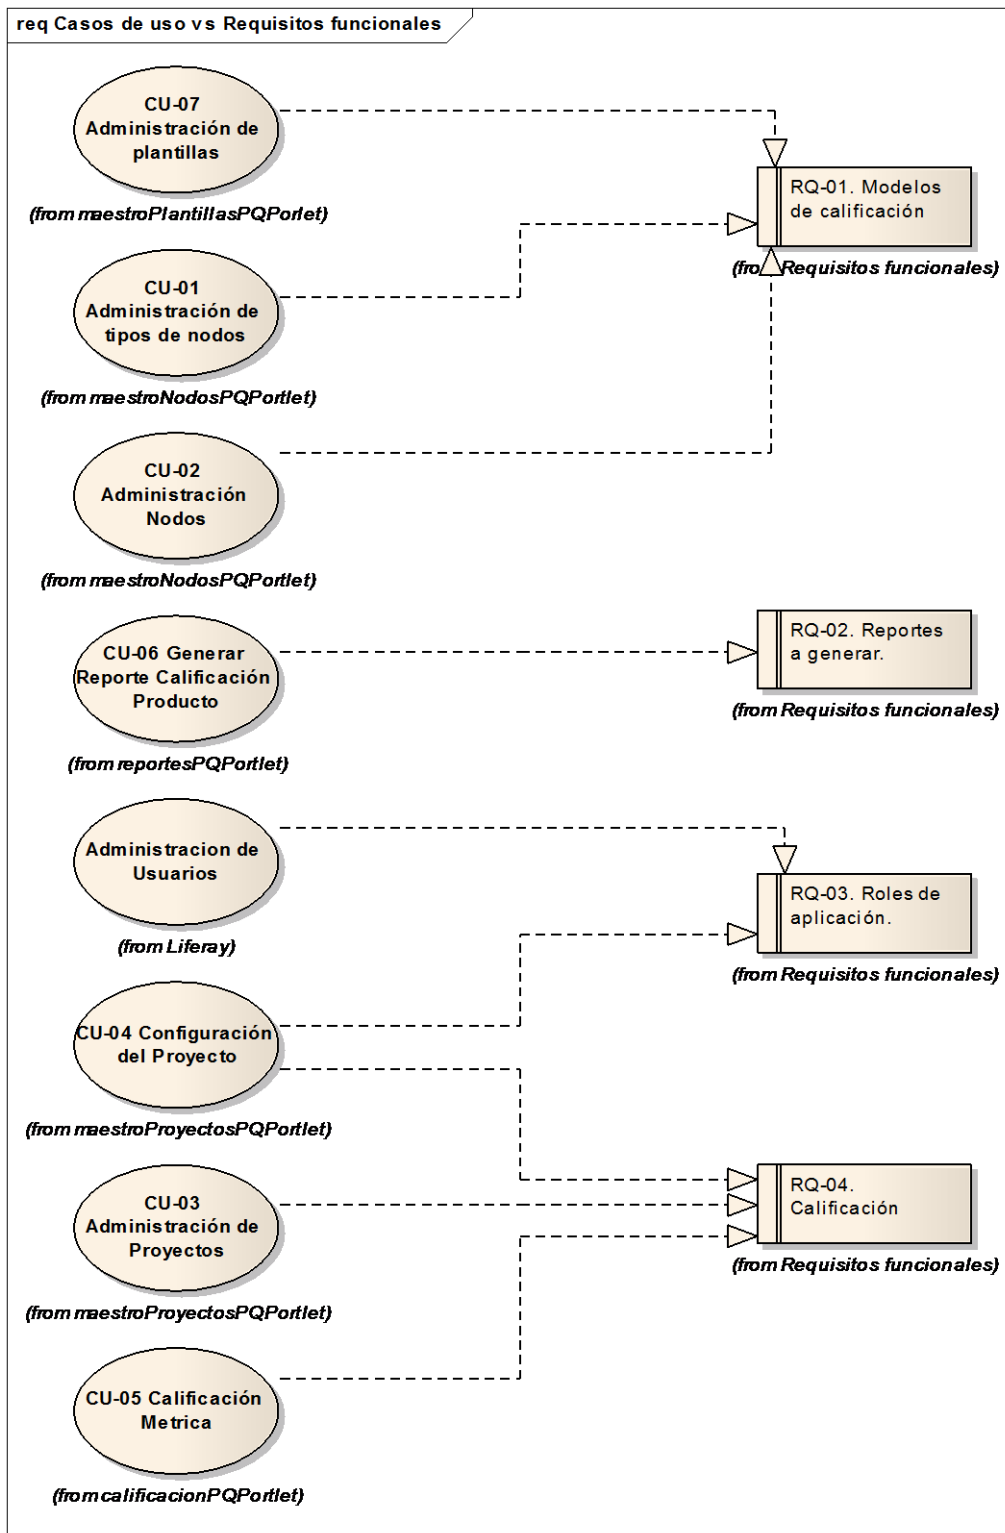 req Casos de uso vs Requisitos funcionales
CU-07
Administración de
plantillas
(from maestroPlantillasPQPorlet)
RQ-01. Modelos
de calificación
(from Requisitos funcionales)
CU-01
Administración de
tipos de nodos
(from maestroNodosPQPortlet)
CU-02
Administración
Nodos
(from maestroNodosPQPortlet)
CU-06 Generar
Reporte Calificación
Producto
(from reportesPQPortlet)
RQ-02. Reportes
a generar.
(from Requisitos funcionales)
Administracion de
Usuarios
(from Liferay)
RQ-03. Roles de
aplicación.
(from Requisitos funcionales)
CU-04 Configuración
del Proyecto
(from maestroProyectosPQPortlet)
CU-03
Administración de
Proyectos
(from maestroProyectosPQPortlet)
RQ-04.
Calificación
(from Requisitos funcionales)
CU-05 Calificación
Metrica
(from calificacionPQPortlet)